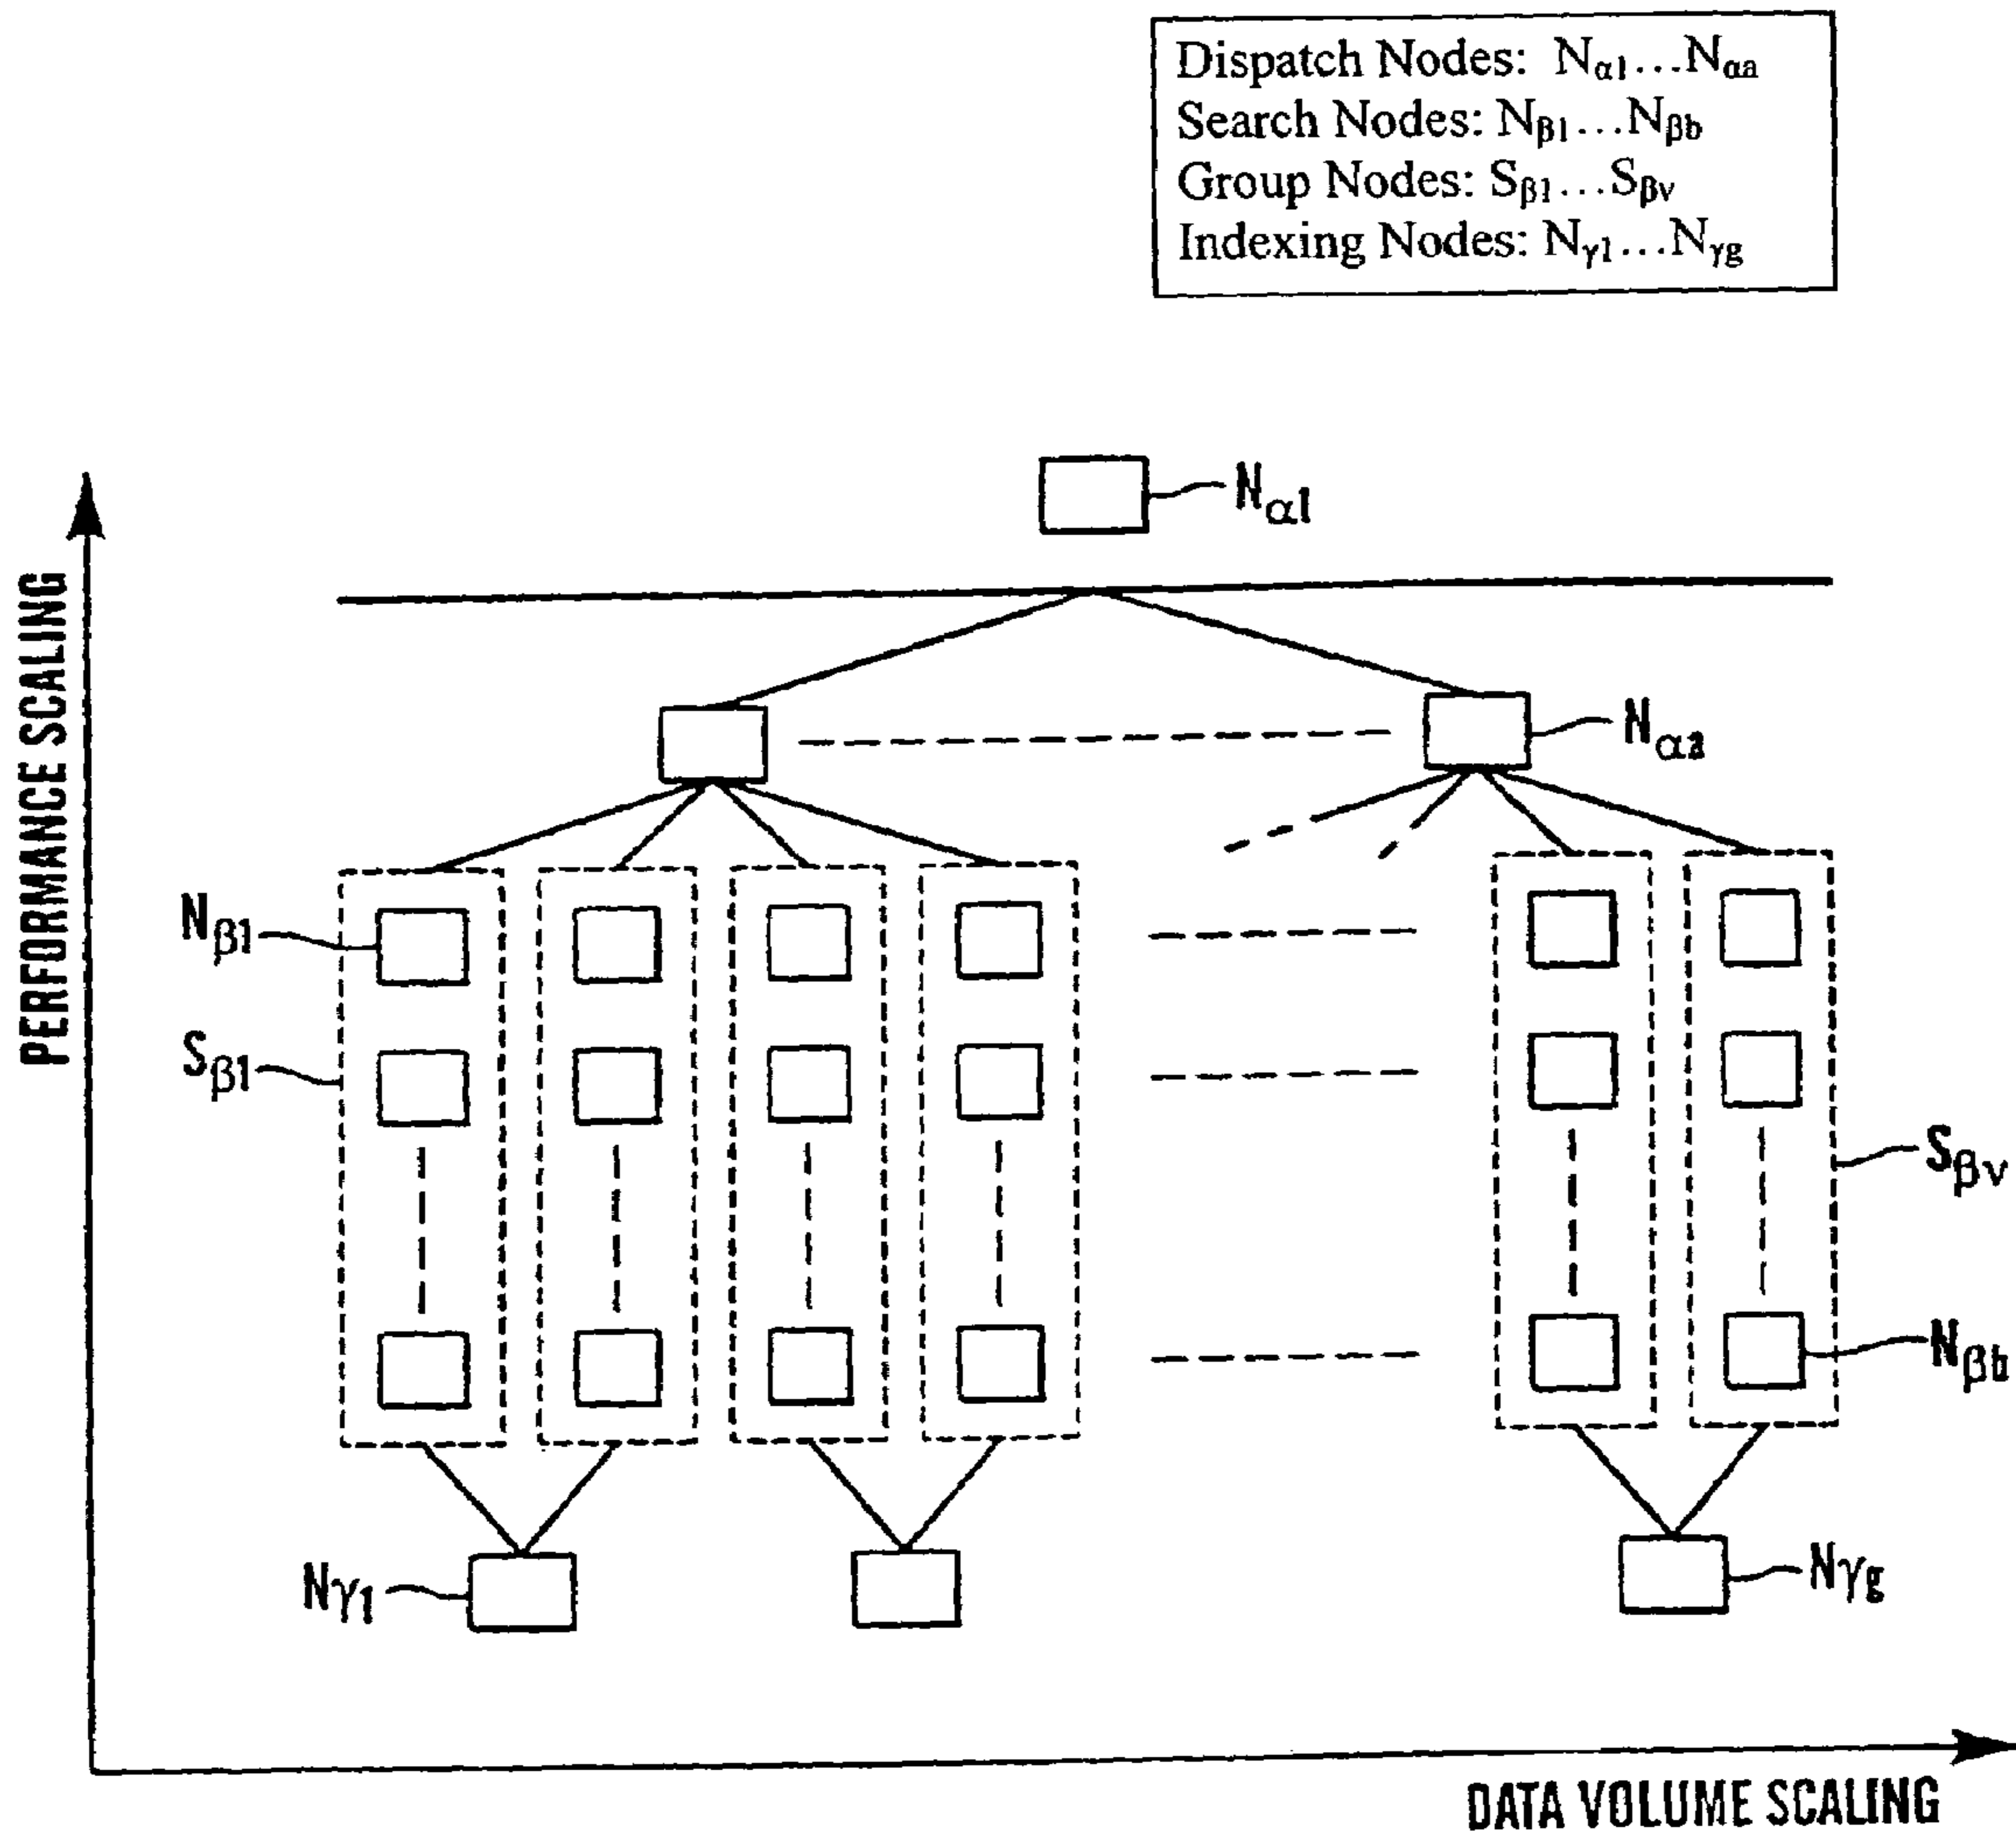 Dispatch Nodes: Nα1...Nαa
Search Nodes: Nβ1...Nβb
Group Nodes: Sβ1...Sβv
Indexing Nodes: Nγ1...Nγg
Nα1
PERFORMANCE SCALING
Nαa
Nβ1
Sβ1
Sβv
Nβb
Nγ1
Nγg
DATA VOLUME SCALING